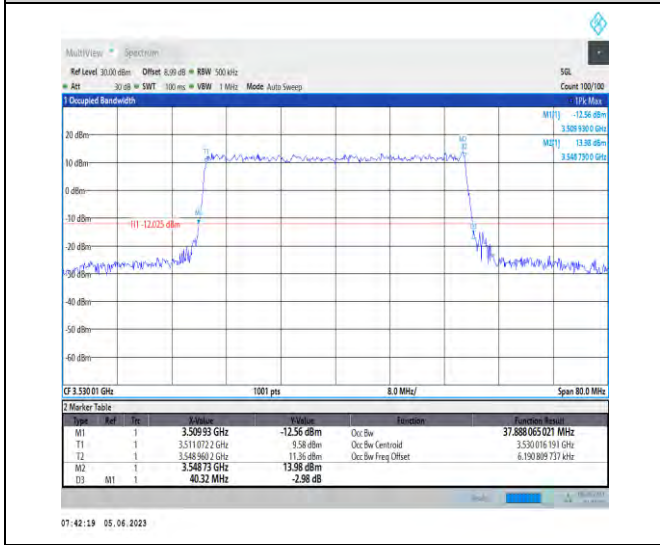 MultiView Spectrum
Ref Level 30.00 dBm Offset 8.99 dB RBW 500 kHz SGL
Att 30 dB SWT 100 ms VBW 1 MHz Mode Auto Sweep Count 100/100
1 Occupied Bandwidth 1Pk Max
M1[1] -12.56 dBm
3.509 930 0 GHz
M2[1] 13.98 dBm
3.548 730 0 GHz
20 dBm
T1
10 dBm
0 dBm
-10 dBm
H1 -12.025 dBm
-20 dBm
-30 dBm
-40 dBm
-50 dBm
-60 dBm
CF 3.530 01 GHz 1001 pts 8.0 MHz/ Span 80.0 MHz
2 Marker Table
Type Ref Trc X-Value Y-Value Function Function Result
M1 1 3.509 93 GHz -12.56 dBm Occ Bw 37.888 065 021 MHz
T1 1 3.511 072 2 GHz 9.58 dBm Occ Bw Centroid 3.530 016 191 GHz
T2 1 3.548 960 2 GHz 11.36 dBm Occ Bw Freq Offset 6.190 809 737 kHz
M2 1 3.548 73 GHz 13.98 dBm
D3 M1 1 40.32 MHz -2.98 dB
07:42:19 05.06.2023